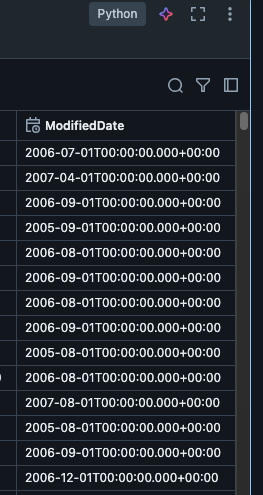 Python
ModifiedDate
2006-07-01T00:00:00.000+00:00
2007-04-01T00:00:00.000+00:00
2006-09-01T00:00:00.000+00:00
2005-09-01T00:00:00.000+00:00
2006-08-01T00:00:00.000+00:00
2006-09-01T00:00:00.000+00:00
2006-08-01T00:00:00.000+00:00
2006-09-01T00:00:00.000+00:00
2005-08-01T00:00:00.000+00:00
2006-08-01T00:00:00.000+00:00
2007-08-01T00:00:00.000+00:00
2005-08-01T00:00:00.000+00:00
2006-09-01T00:00:00.000+00:00
2006-12-01T00:00:00.000+00:00